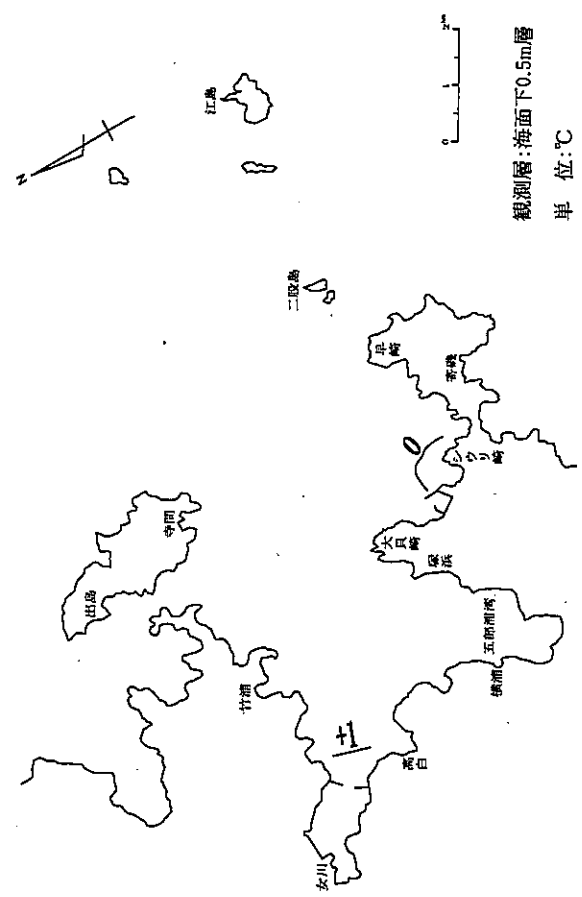 N
江島
0 1 2km
観測層:海面下0.5m層
単 位:℃
二股島
早崎
寄磯
0
シウリ崎
寺間
出島
大貝崎
塚浜
五部浦湾
横浦
竹浦
+1
高白
女川